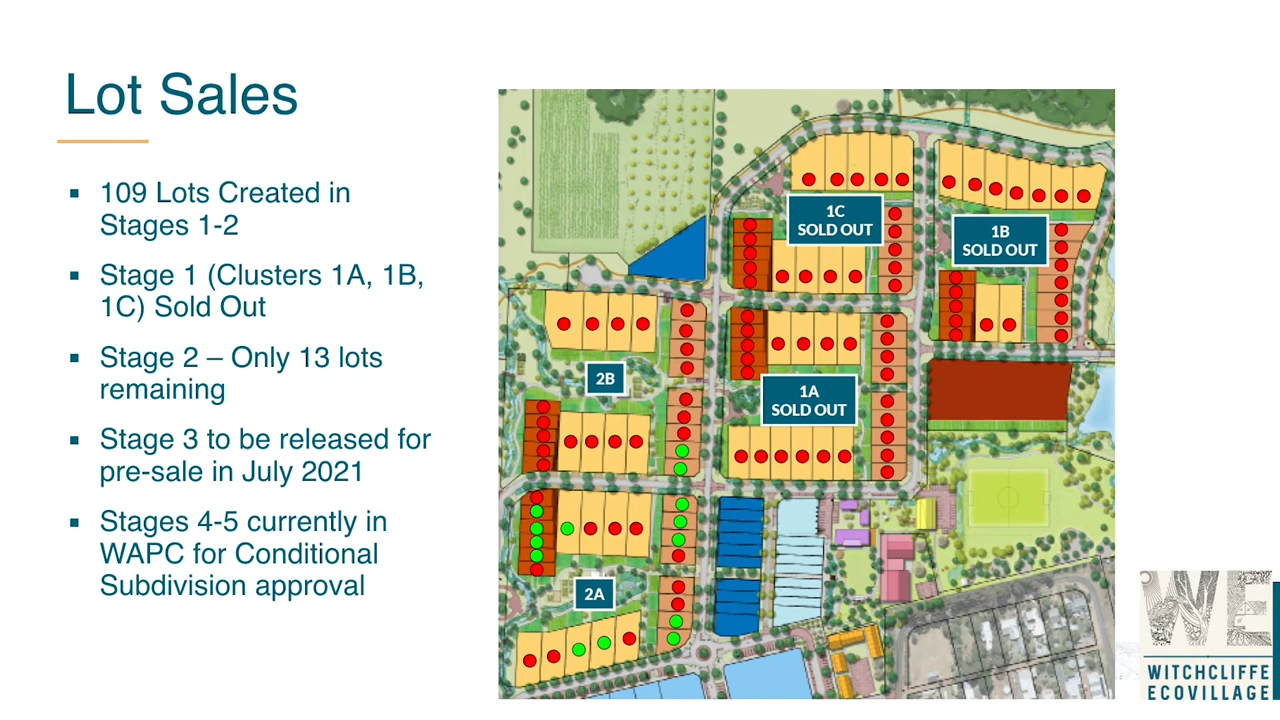 Lot Sales
▪ 109 Lots Created in
Stages 1-2
▪ Stage 1 (Clusters 1A, 1B,
1C) Sold Out
▪ Stage 2 – Only 13 lots
remaining
▪ Stage 3 to be released for
pre-sale in July 2021
▪ Stages 4-5 currently in
WAPC for Conditional
Subdivision approval
1C
SOLD OUT
1B
SOLD OUT
2B
1A
SOLD OUT
2A
WE
WITCHCLIFFE
ECOVILLAGE